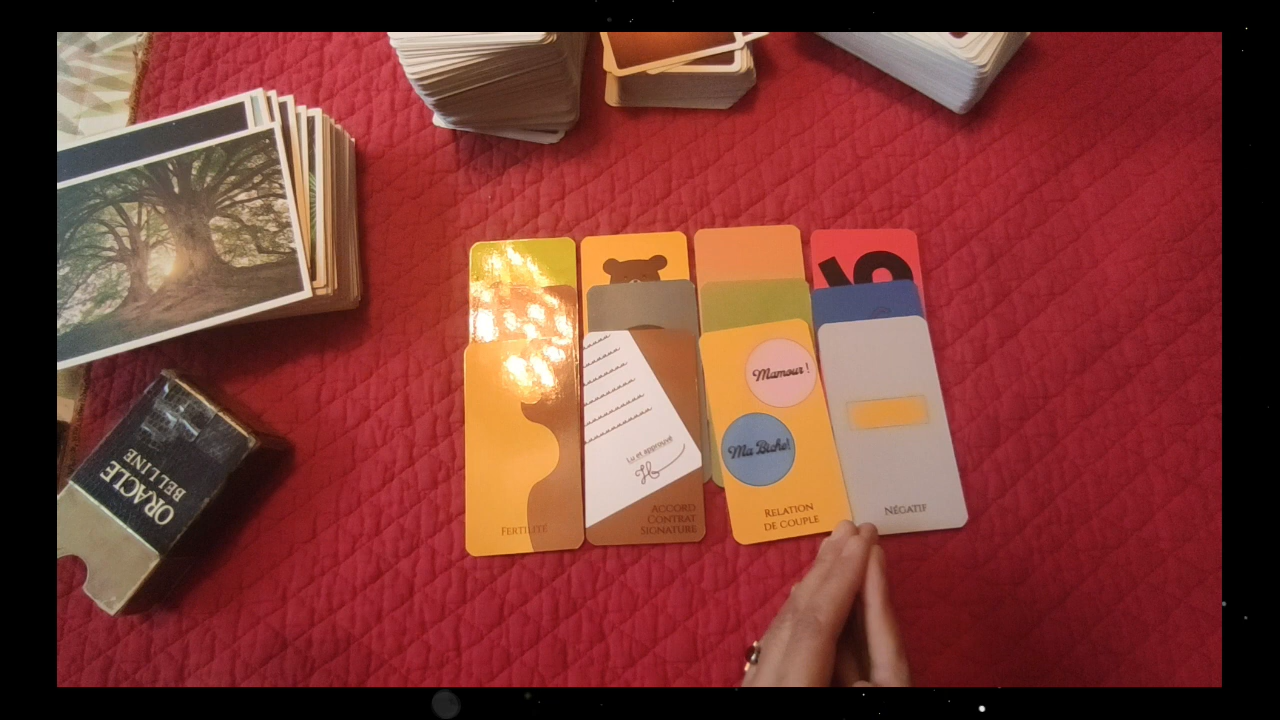 ORACLE
BELLINE
FERTILITÉ
Lu et approuvé
ACCORD
CONTRAT
SIGNATURE
Mamour !
Ma Biche!
RELATION
DE COUPLE
NÉGATIF